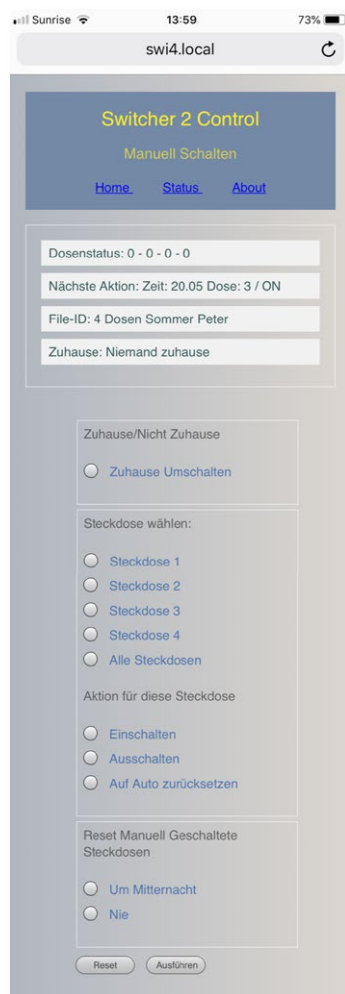 Sunrise 13:59 73%
swi4.local
Switcher 2 Control
Manuell Schalten
Home Status About
Dosenstatus: 0 - 0 - 0 - 0
Nächste Aktion: Zeit: 20.05 Dose: 3 / ON
File-ID: 4 Dosen Sommer Peter
Zuhause: Niemand zuhause
Zuhause/Nicht Zuhause
Zuhause Umschalten
Steckdose wählen:
Steckdose 1
Steckdose 2
Steckdose 3
Steckdose 4
Alle Steckdosen
Aktion für diese Steckdose
Einschalten
Ausschalten
Auf Auto zurücksetzen
Reset Manuell Geschaltete
Steckdosen
Um Mitternacht
Nie
Reset Ausführen